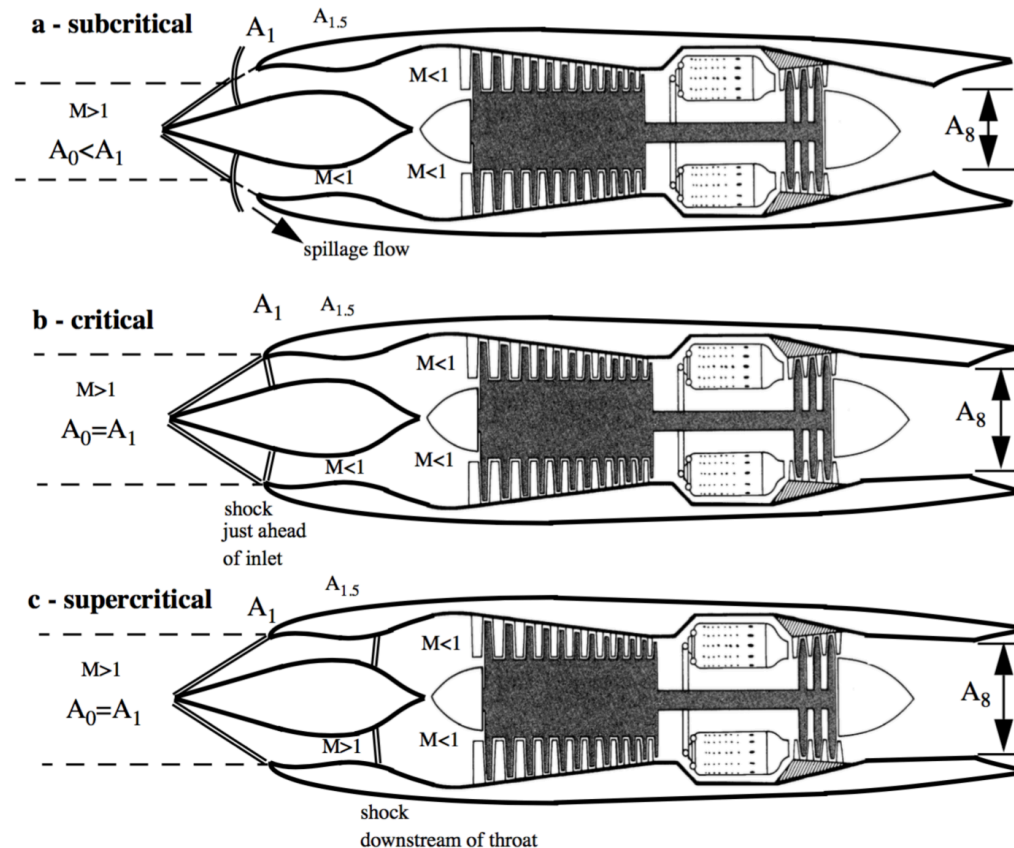 a - subcritical
A1
A1.5
M<1
M>1
A0<A1
A8
M<1
M<1
spillage flow
b - critical
A1
A1.5
M<1
M>1
A0=A1
A8
M<1
M<1
shock
just ahead
of inlet
c - supercritical
A1
A1.5
M<1
M>1
A0=A1
A8
M>1
M<1
shock
downstream of throat